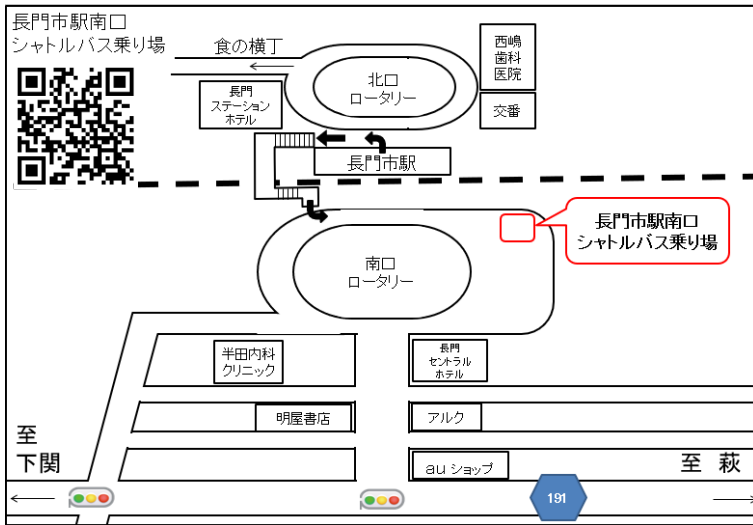 長門市駅南口
シャトルバス乗り場
食の横丁
北口
ロータリー
西嶋
歯科
医院
長門
ステーション
ホテル
交番
長門市駅
長門市駅南口
シャトルバス乗り場
南口
ロータリー
半田内科
クリニック
長門
セントラル
ホテル
明屋書店
アルク
至
下関
auショップ
至 萩
191